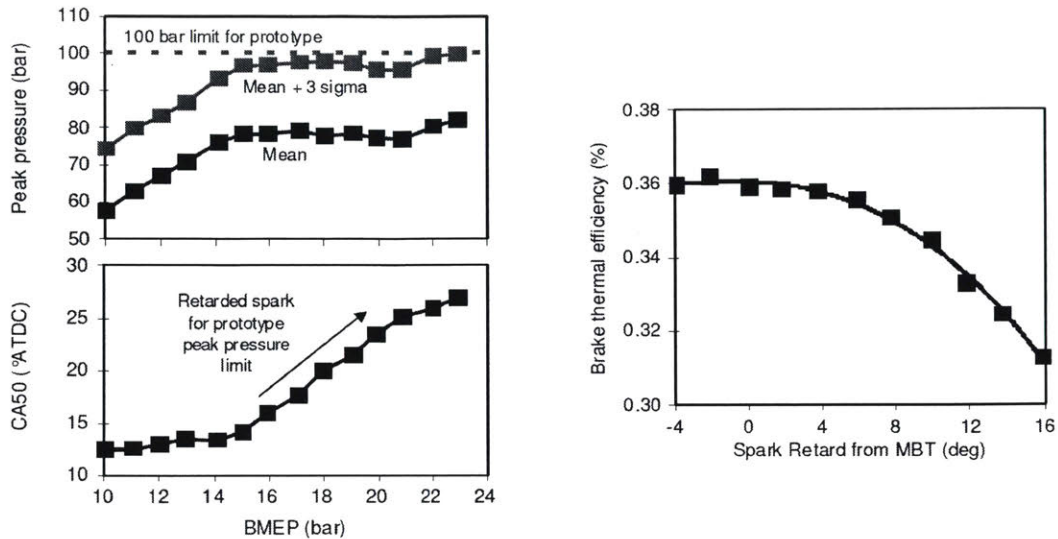 110
100
90
80
70
60
50
Peak pressure (bar)
100 bar limit for prototype
Mean + 3 sigma
Mean
30
25
20
15
10
CA50 (°ATDC)
Retarded spark
for prototype
peak pressure
limit
10 12 14 16 18 20 22 24
BMEP (bar)
0.38
0.36
0.34
0.32
0.30
Brake thermal efficiency (%)
-4 0 4 8 12 16
Spark Retard from MBT (deg)